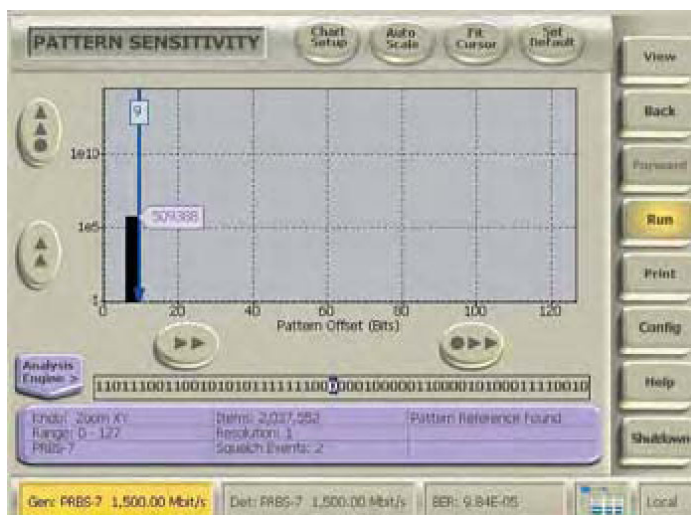 PATTERN SENSITIVITY
Chart Setup
Auto Scale
Fit Cursor
Set Default
View
Back
Forward
Run
Print
Config
Help
Shutdown
9
1e10
509388
1e5
1
0 20 40 60 80 100 120
Pattern Offset (Bits)
Analysis Engine >
Knob: Zoom XY
Range: 0 - 127
PRBS-7
Items: 2,037,552
Resolution: 1
Squelch Events: 2
Pattern Reference Found
Gen: PRBS-7 1,500.00 Mbit/s
Det: PRBS-7 1,500.00 Mbit/s
BER: 9.84E-05
Local